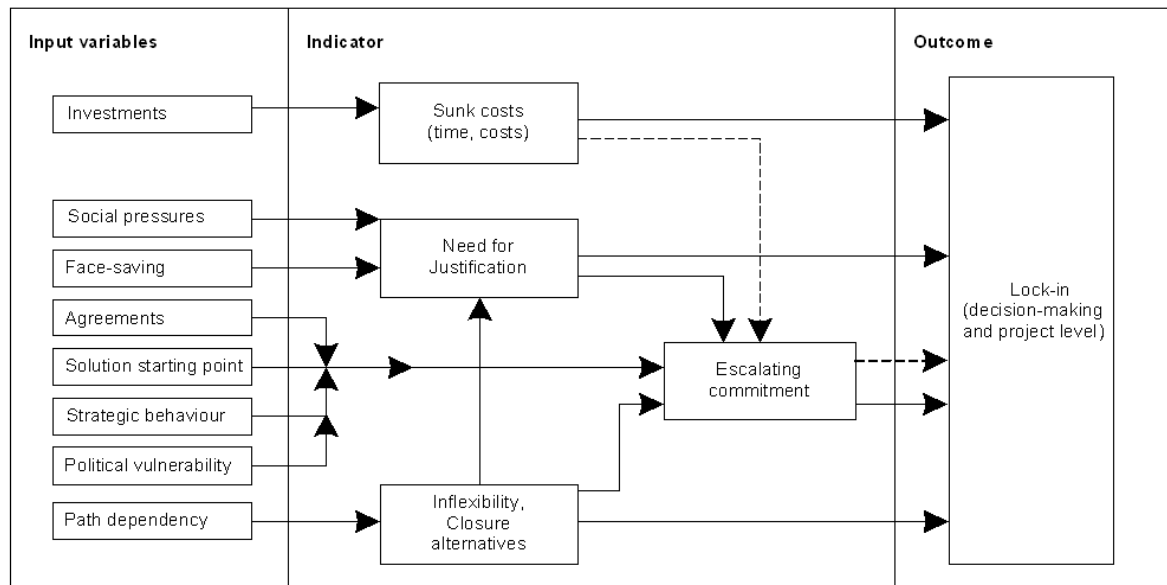 Input variables
Indicator
Outcome
Investments
Sunk costs
(time, costs)
Social pressures
Face-saving
Need for
Justification
Agreements
Solution starting point
Strategic behaviour
Political vulnerability
Path dependency
Escalating
commitment
Inflexibility,
Closure
alternatives
Lock-in
(decision-making
and project level)